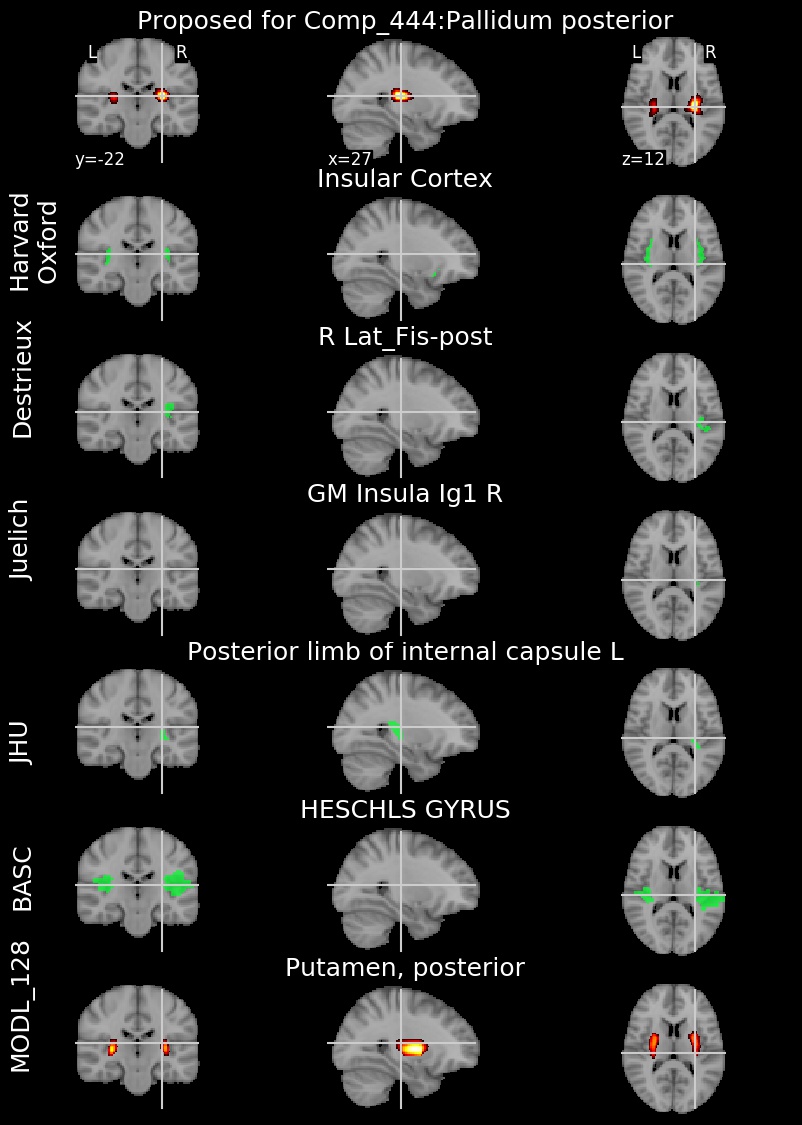 Proposed for Comp_444:Pallidum posterior
L R
L R
y=-22
x=27
z=12
Insular Cortex
Harvard
Oxford
R Lat_Fis-post
Destrieux
GM Insula Ig1 R
Juelich
Posterior limb of internal capsule L
JHU
HESCHLS GYRUS
BASC
Putamen, posterior
MODL_128